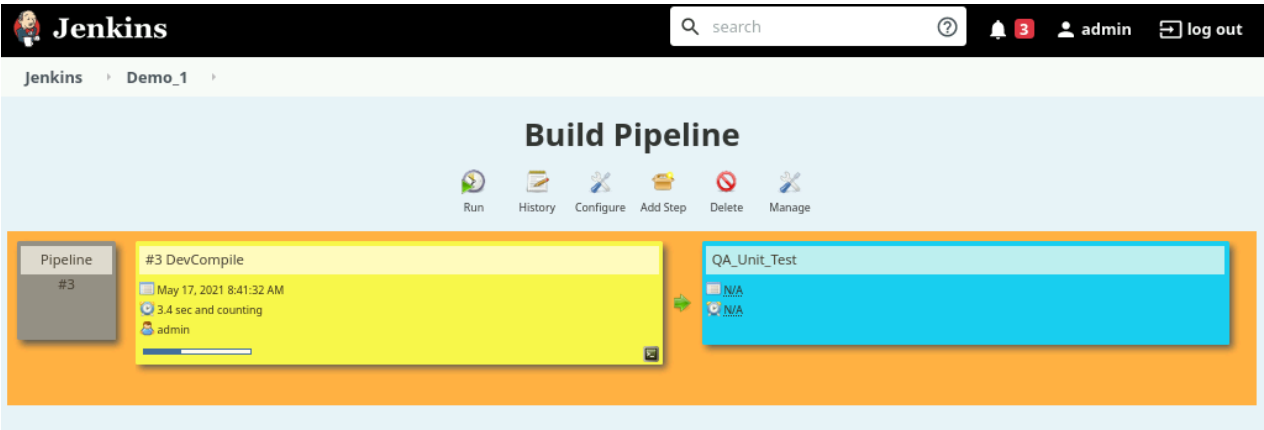 Jenkins
search
3
admin
log out
Jenkins
Demo_1
Build Pipeline
Run
History
Configure
Add Step
Delete
Manage
Pipeline
#3
#3 DevCompile
May 17, 2021 8:41:32 AM
3.4 sec and counting
admin
QA_Unit_Test
N/A
N/A